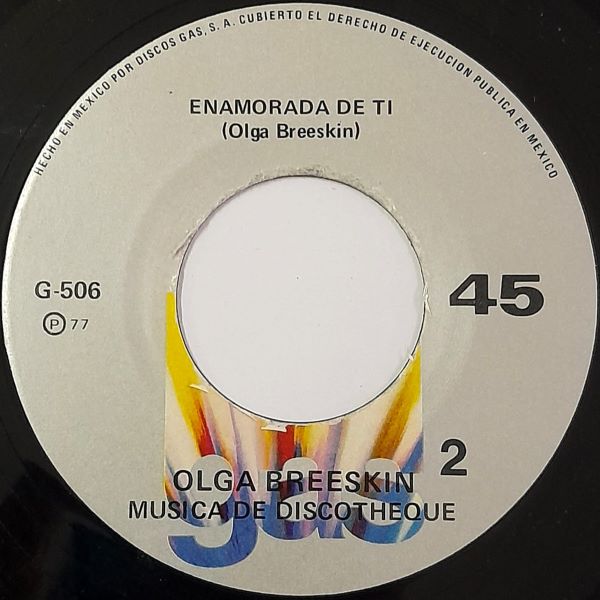 HECHO EN MEXICO POR DISCOS GAS, S. A. CUBIERTO EL DERECHO DE EJECUCION PUBLICA EN MEXICO
ENAMORADA DE TI
(Olga Breeskin)
G-506
45
Ⓟ 77
2
OLGA BREESKIN
MUSICA DE DISCOTHEQUE
gas